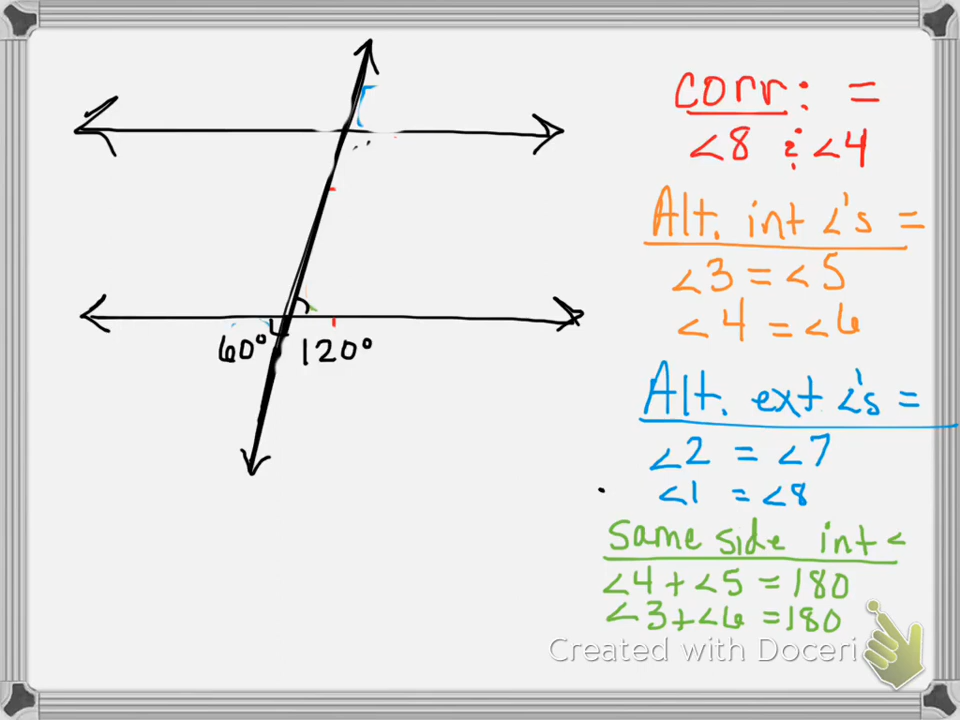 corr: =
<8 & <4
Alt. int <'s =
<3 = <5
<4 = <6
Alt. ext <'s =
<2 = <7
<1 = <8
same side int <
<4 + <5 = 180
<3 + <6 = 180
60° 120°
Created with Doceri